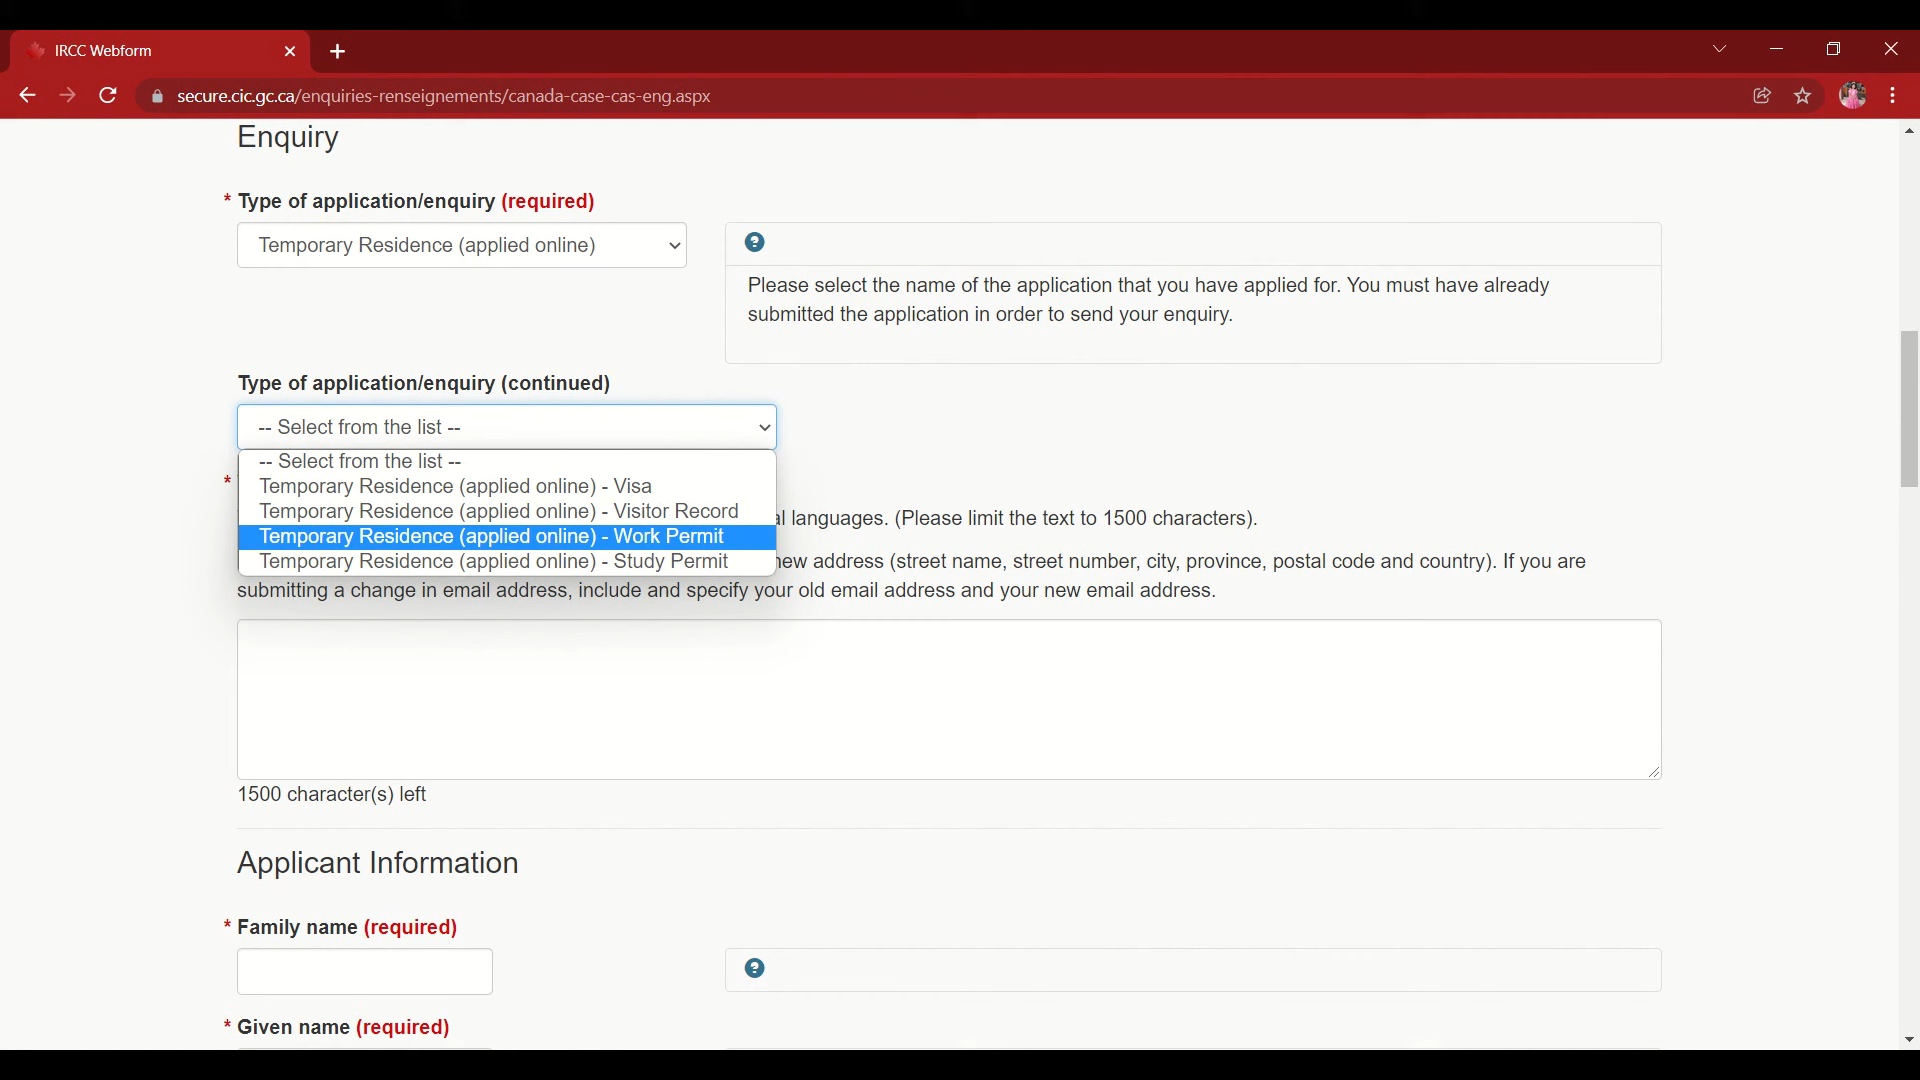 IRCC Webform
secure.cic.gc.ca/enquiries-renseignements/canada-case-cas-eng.aspx
Enquiry
* Type of application/enquiry (required)
Temporary Residence (applied online)
Please select the name of the application that you have applied for. You must have already
submitted the application in order to send your enquiry.
Type of application/enquiry (continued)
-- Select from the list --
-- Select from the list --
Temporary Residence (applied online) - Visa
Temporary Residence (applied online) - Visitor Record
Temporary Residence (applied online) - Work Permit
Temporary Residence (applied online) - Study Permit
*
languages. (Please limit the text to 1500 characters).
address (street name, street number, city, province, postal code and country). If you are
submitting a change in email address, include and specify your old email address and your new email address.
1500 character(s) left
Applicant Information
* Family name (required)
* Given name (required)